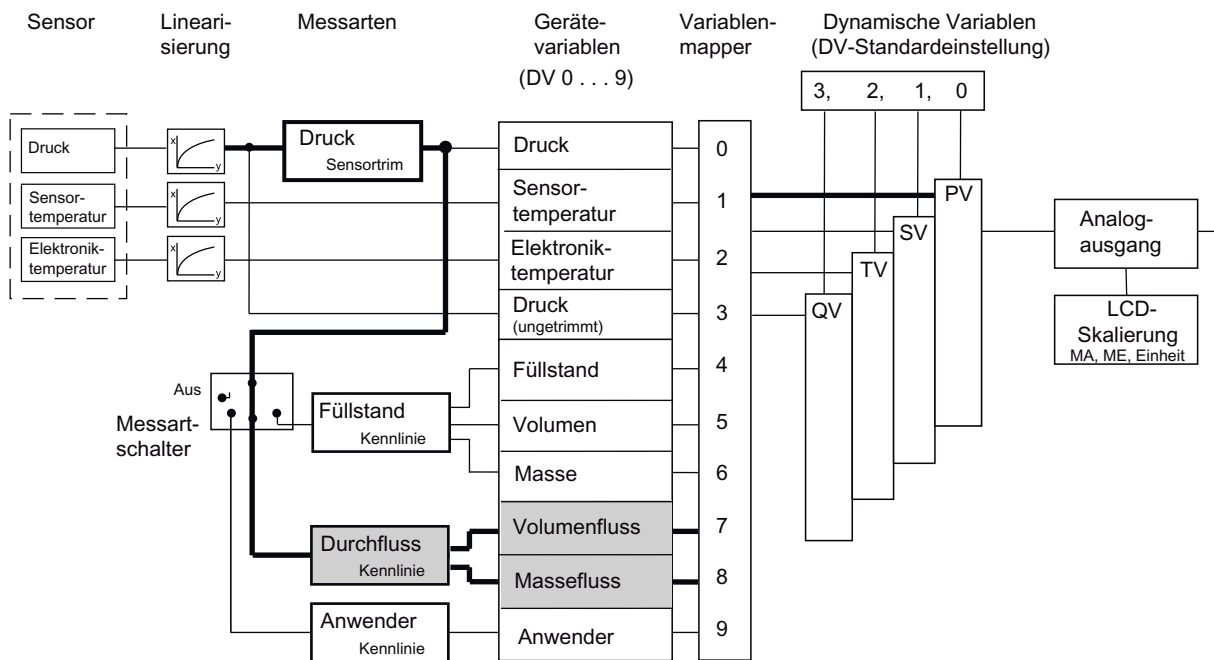 Sensor
Lineari-
sierung
Messarten
Geräte-
variablen
(DV 0 . . . 9)
Variablen-
mapper
Dynamische Variablen
(DV-Standardeinstellung)
3, 2, 1, 0
Druck
Sensor-
temperatur
Elektronik-
temperatur
x
y
x
y
x
y
Druck
Sensortrim
Druck
0
Sensor-
temperatur
1
Elektronik-
temperatur
2
Druck
(ungetrimmt)
3
Füllstand
4
Volumen
5
Masse
6
Volumenfluss
7
Massefluss
8
Anwender
9
PV
SV
TV
QV
Analog-
ausgang
LCD-
Skalierung
MA, ME, Einheit
Aus
Messart-
schalter
Füllstand
Kennlinie
Durchfluss
Kennlinie
Anwender
Kennlinie